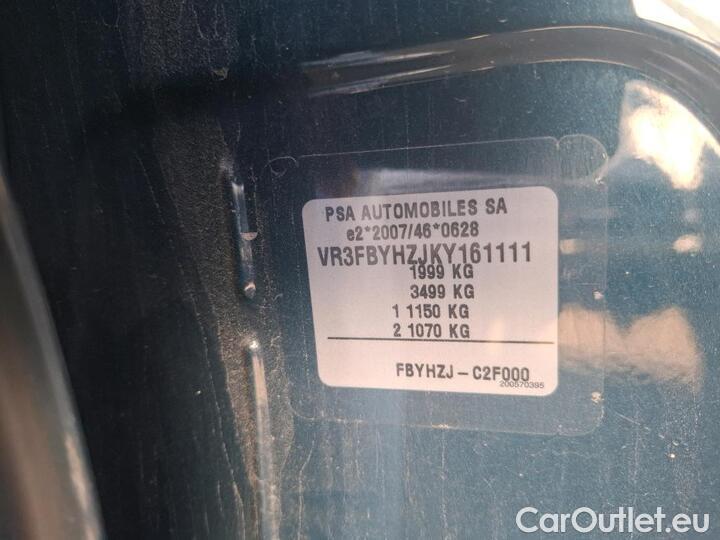 PSA AUTOMOBILES SA
e2*2007/46*0628
VR3FBYHZJKY161111
1999 KG
3499 KG
1 1150 KG
2 1070 KG
FBYHZJ – C2F000
200570395
CarOutlet.eu